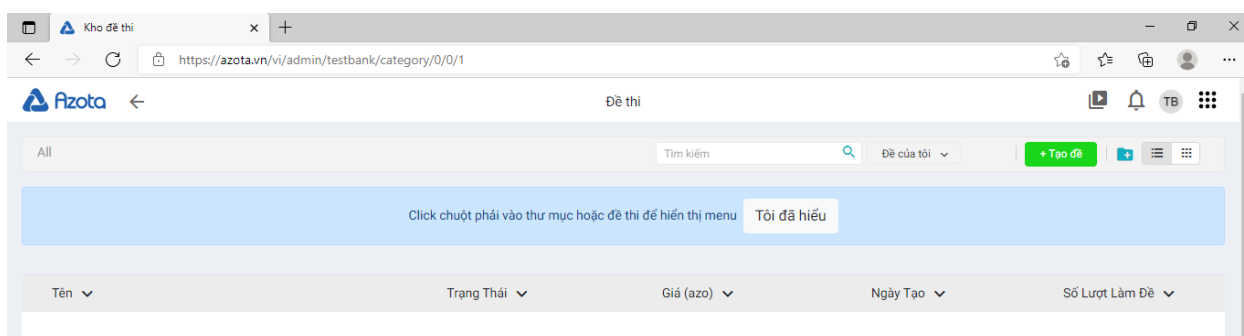 Kho đề thi
https://azota.vn/vi/admin/testbank/category/0/0/1
Azota Đề thi TB
All Tìm kiếm Đề của tôi + Tạo đề
Click chuột phải vào thư mục hoặc đề thi để hiển thị menu Tôi đã hiểu
Tên Trạng Thái Giá (azo) Ngày Tạo Số Lượt Làm Đề